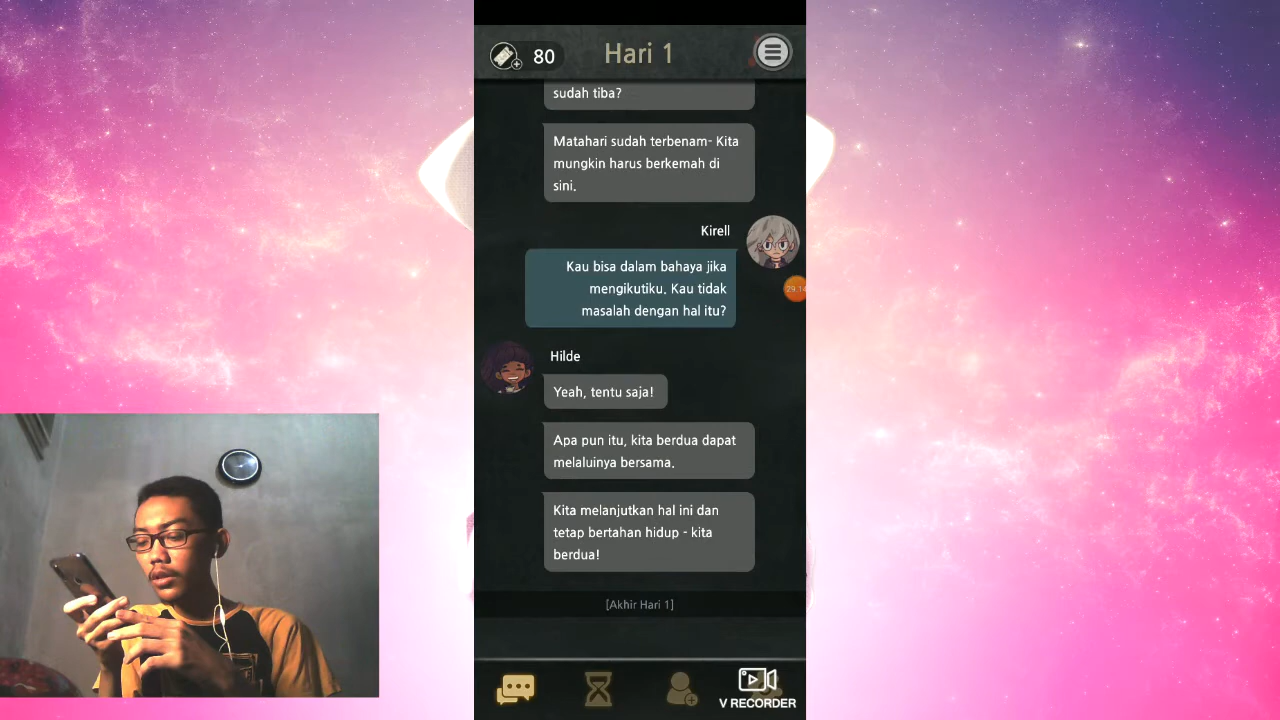 80
Hari 1
sudah tiba?
Matahari sudah terbenam- Kita
mungkin harus berkemah di
sini.
Kirell
Kau bisa dalam bahaya jika
mengikutiku. Kau tidak
masalah dengan hal itu?
29:14
Hilde
Yeah, tentu saja!
Apa pun itu, kita berdua dapat
melaluinya bersama.
Kita melanjutkan hal ini dan
tetap bertahan hidup - kita
berdua!
[Akhir Hari 1]
V RECORDER